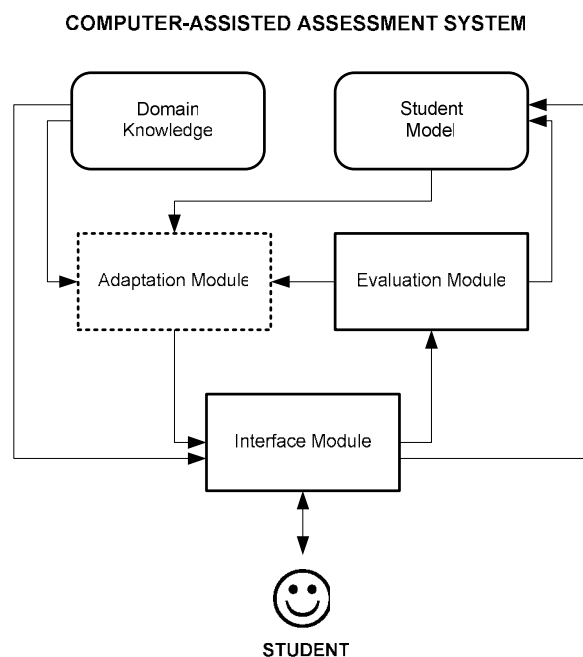 COMPUTER-ASSISTED ASSESSMENT SYSTEM
Domain
Knowledge
Student
Model
Adaptation Module
Evaluation Module
Interface Module
STUDENT